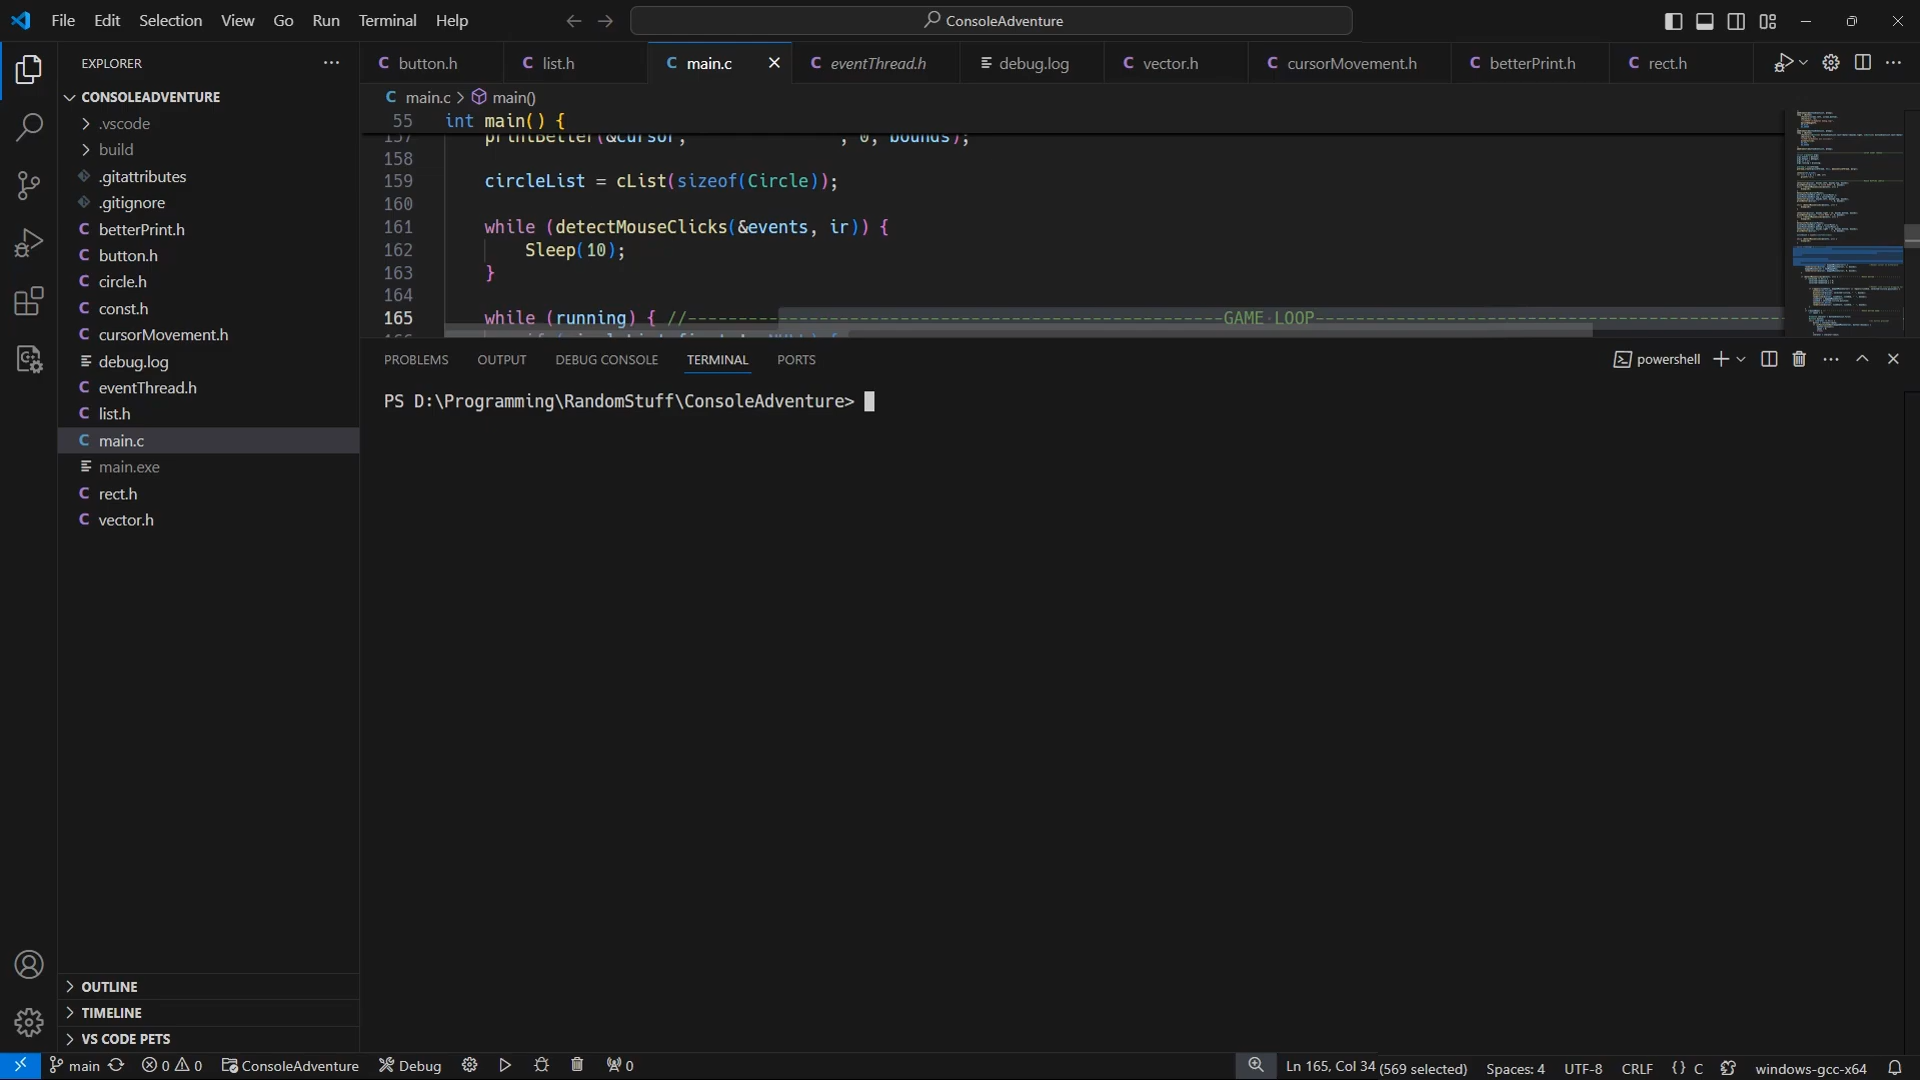 File Edit Selection View Go Run Terminal Help
ConsoleAdventure
EXPLORER
CONSOLEADVENTURE
.vscode
build
.gitattributes
.gitignore
C betterPrint.h
C button.h
C circle.h
C const.h
C cursorMovement.h
debug.log
C eventThread.h
C list.h
C main.c
main.exe
C rect.h
C vector.h
OUTLINE
TIMELINE
VS CODE PETS
C button.h C list.h C main.c C eventThread.h debug.log C vector.h C cursorMovement.h C betterPrint.h C rect.h
C main.c > main()
55 int main() {
157 printBetter(&cursor, , 0, bounds);
158
159 circleList = cList(sizeof(Circle));
160
161 while (detectMouseClicks(&events, ir)) {
162 Sleep(10);
163 }
164
165 while (running) { //-----------------------------------------------------GAME LOOP----------------------------------------------
PROBLEMS OUTPUT DEBUG CONSOLE TERMINAL PORTS
powershell
PS D:\Programming\RandomStuff\ConsoleAdventure>
main 0 0 ConsoleAdventure Debug 0
Ln 165, Col 34 (569 selected) Spaces: 4 UTF-8 CRLF {} C windows-gcc-x64